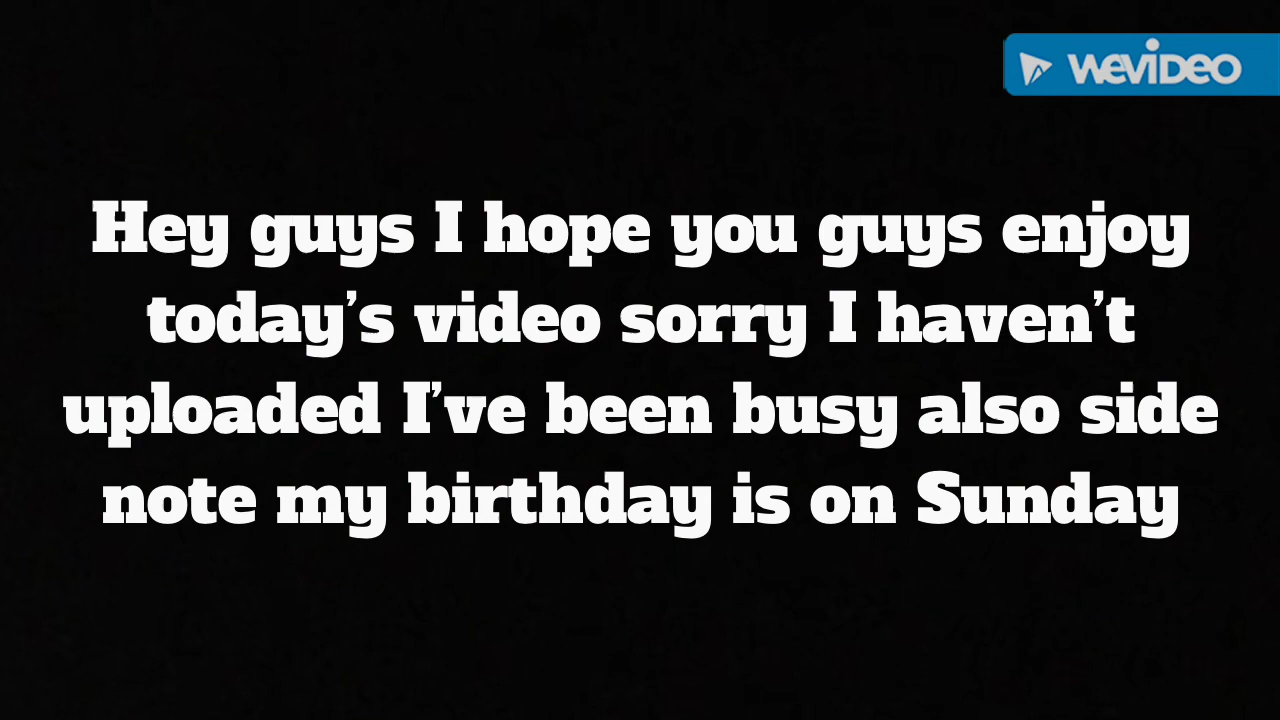 WEVIDEO
Hey guys I hope you guys enjoy
today's video sorry I haven't
uploaded I've been busy also side
note my birthday is on Sunday